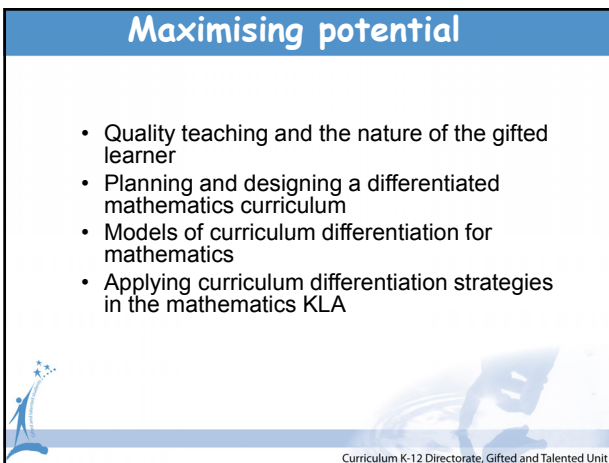 Maximising potential
• Quality teaching and the nature of the gifted
learner
• Planning and designing a differentiated
mathematics curriculum
• Models of curriculum differentiation for
mathematics
• Applying curriculum differentiation strategies
in the mathematics KLA
Curriculum K-12 Directorate, Gifted and Talented Unit